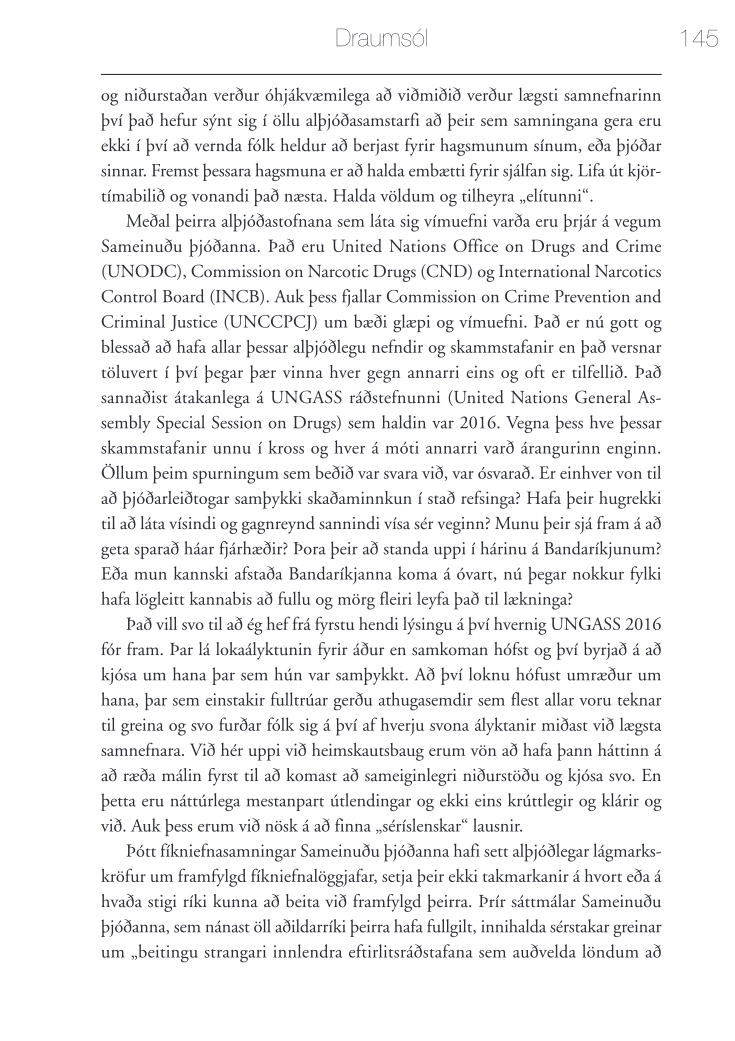 Draumsól
145
og niðurstaðan verður óhjákvæmilega að viðmiðið verður lægsti samnefnarinn
því það hefur sýnt sig í öllu alþjóðasamstarfi að þeir sem samningana gera eru
ekki í því að vernda fólk heldur að berjast fyrir hagsmunum sínum, eða þjóðar
sinnar. Fremst þessara hagsmuna er að halda embætti fyrir sjálfan sig. Lifa út kjör-
tímabilið og vonandi það næsta. Halda völdum og tilheyra „elítunni“.
Meðal þeirra alþjóðastofnana sem láta sig vímuefni varða eru þrjár á vegum
Sameinuðu þjóðanna. Það eru United Nations Office on Drugs and Crime
(UNODC), Commission on Narcotic Drugs (CND) og International Narcotics
Control Board (INCB). Auk þess fjallar Commission on Crime Prevention and
Criminal Justice (UNCCPCJ) um bæði glæpi og vímuefni. Það er nú gott og
blessað að hafa allar þessar alþjóðlegu nefndir og skammstafanir en það versnar
töluvert í því þegar þær vinna hver gegn annarri eins og oft er tilfellið. Það
sannaðist átakanlega á UNGASS ráðstefnunni (United Nations General As-
sembly Special Session on Drugs) sem haldin var 2016. Vegna þess hve þessar
skammstafanir unnu í kross og hver á móti annarri varð árangurinn enginn.
Öllum þeim spurningum sem beðið var svara við, var ósvarað. Er einhver von til
að þjóðarleiðtogar samþykki skaðaminnkun í stað refsinga? Hafa þeir hugrekki
til að láta vísindi og gagnreynd sannindi vísa sér veginn? Munu þeir sjá fram á að
geta sparað háar fjárhæðir? Þora þeir að standa uppi í hárinu á Bandaríkjunum?
Eða mun kannski afstaða Bandaríkjanna koma á óvart, nú þegar nokkur fylki
hafa lögleitt kannabis að fullu og mörg fleiri leyfa það til lækninga?
Það vill svo til að ég hef frá fyrstu hendi lýsingu á því hvernig UNGASS 2016
fór fram. Þar lá lokaályktunin fyrir áður en samkoman hófst og því byrjað á að
kjósa um hana þar sem hún var samþykkt. Að því loknu hófust umræður um
hana, þar sem einstakir fulltrúar gerðu athugasemdir sem flest allar voru teknar
til greina og svo furðar fólk sig á því af hverju svona ályktanir miðast við lægsta
samnefnara. Við hér uppi við heimskautsbaug erum vön að hafa þann háttinn á
að ræða málin fyrst til að komast að sameiginlegri niðurstöðu og kjósa svo. En
þetta eru náttúrlega mestanpart útlendingar og ekki eins krúttlegir og klárir og
við. Auk þess erum við nösk á að finna „séríslenskar“ lausnir.
Þótt fíkniefnasamningar Sameinuðu þjóðanna hafi sett alþjóðlegar lágmarks-
kröfur um framfylgd fíkniefnalöggjafar, setja þeir ekki takmarkanir á hvort eða á
hvaða stigi ríki kunna að beita við framfylgd þeirra. Þrír sáttmálar Sameinuðu
þjóðanna, sem nánast öll aðildarríki þeirra hafa fullgilt, innihalda sérstakar greinar
um „beitingu strangari innlendra eftirlitsráðstafana sem auðvelda löndum að